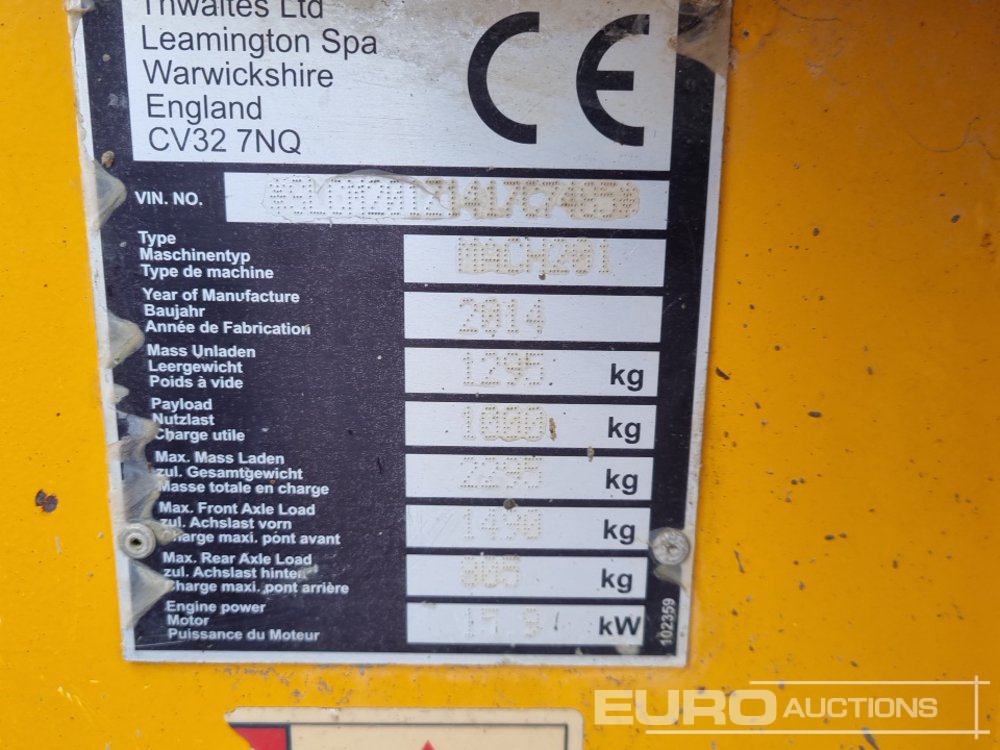 Thwaites Ltd
Leamington Spa
Warwickshire
England
CV32 7NQ
CE
VIN. NO.
Type
Maschinentyp
Type de machine
Year of Manufacture
Baujahr
Année de Fabrication
2014
Mass Unladen
Leergewicht
Poids à vide
1295 kg
Payload
Nutzlast
Charge utile
1000 kg
Max. Mass Laden
zul. Gesamtgewicht
Masse totale en charge
2295 kg
Max. Front Axle Load
zul. Achslast vorn
Charge maxi. pont avant
kg
Max. Rear Axle Load
zul. Achslast hinten
Charge maxi. pont arrière
kg
Engine power
Motor
Puissance du Moteur
kW
102359
EURO AUCTIONS